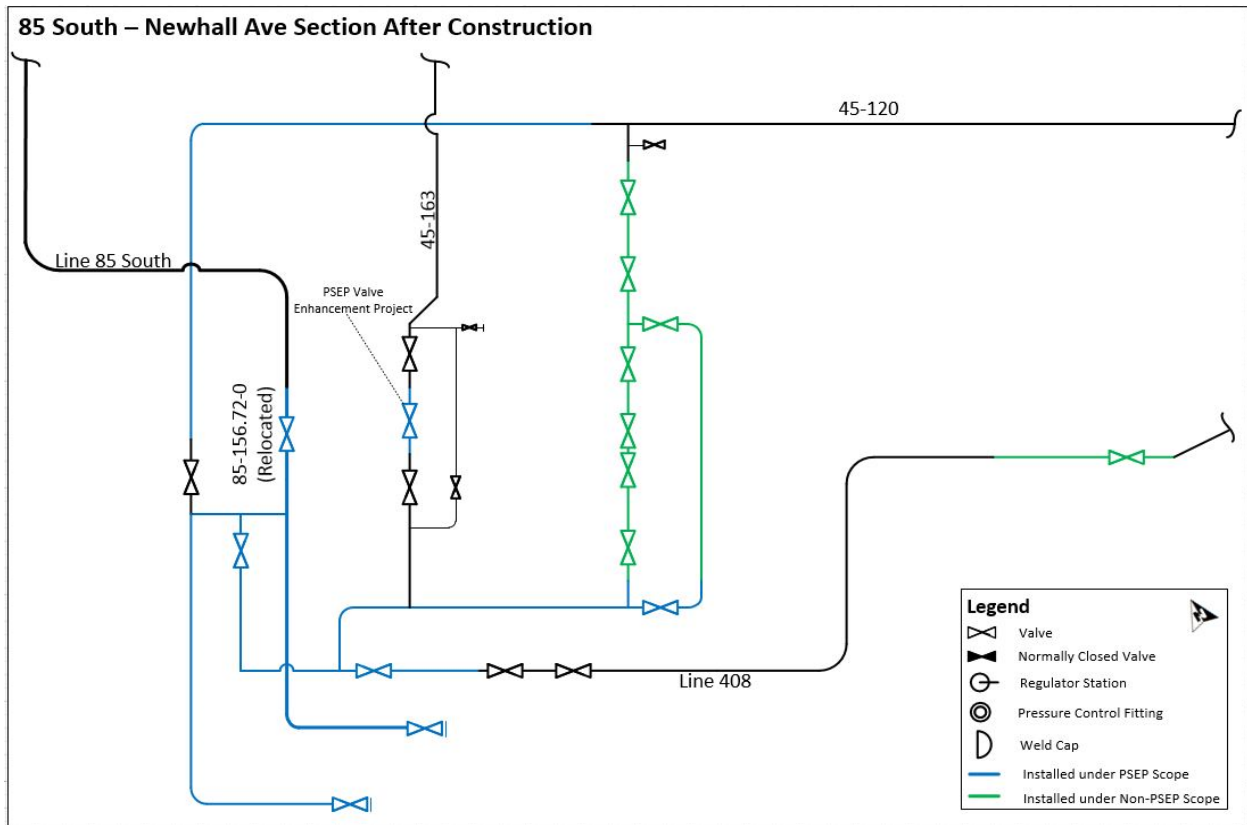 85 South – Newhall Ave Section After Construction
45-120
45-163
Line 85 South
PSEP Valve
Enhancement Project
85-156.72-0
(Relocated)
Line 408
Legend
N
Valve
Normally Closed Valve
Regulator Station
Pressure Control Fitting
Weld Cap
Installed under PSEP Scope
Installed under Non-PSEP Scope